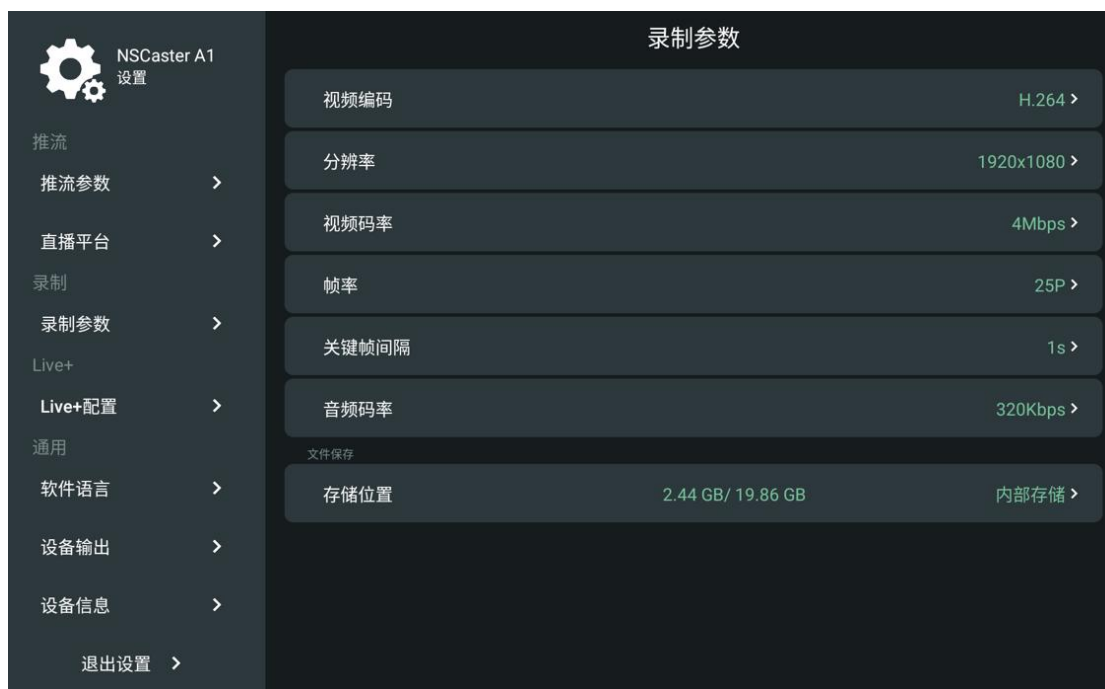 NSCaster A1
设置
推流
推流参数
直播平台
录制
录制参数
Live+
Live+配置
通用
软件语言
设备输出
设备信息
退出设置
录制参数
视频编码 H.264
分辨率 1920x1080
视频码率 4Mbps
帧率 25P
关键帧间隔 1s
音频码率 320Kbps
文件保存
存储位置 2.44 GB/ 19.86 GB 内部存储